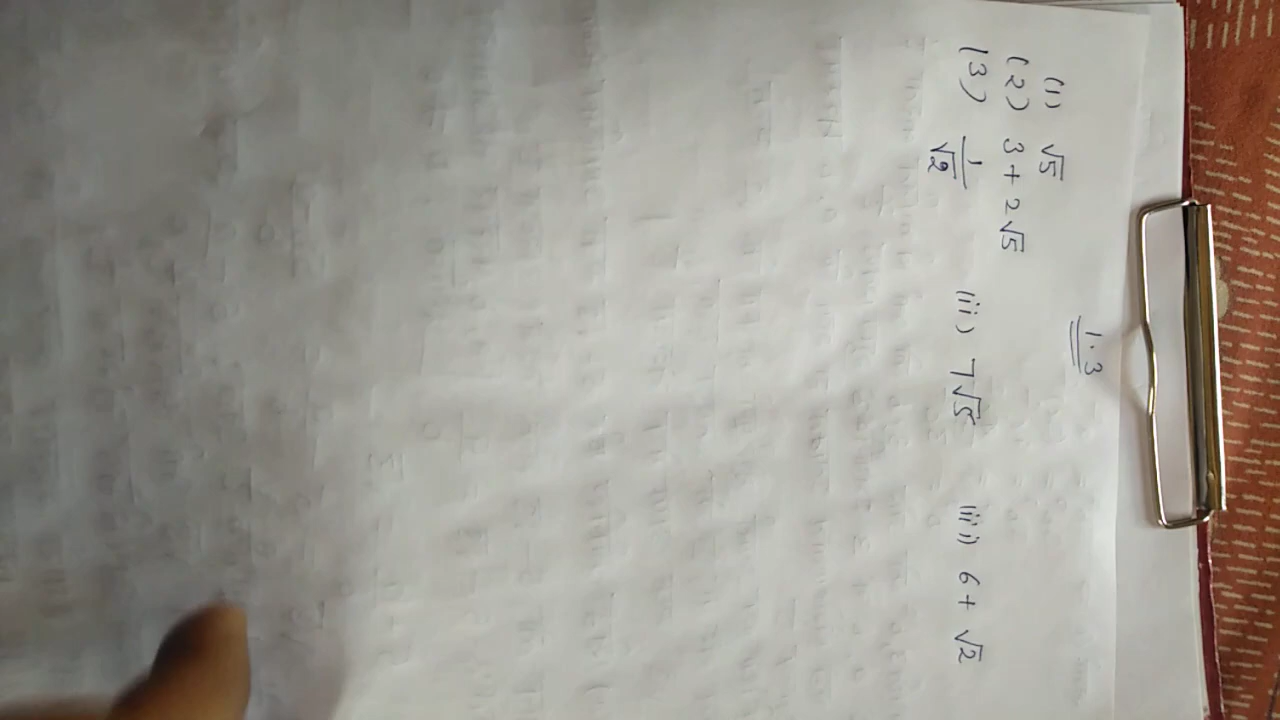 1.3
(1) √5
(2) 3 + 2√5
(3) 1/√2 (ii) 7√5 (iii) 6 + √2